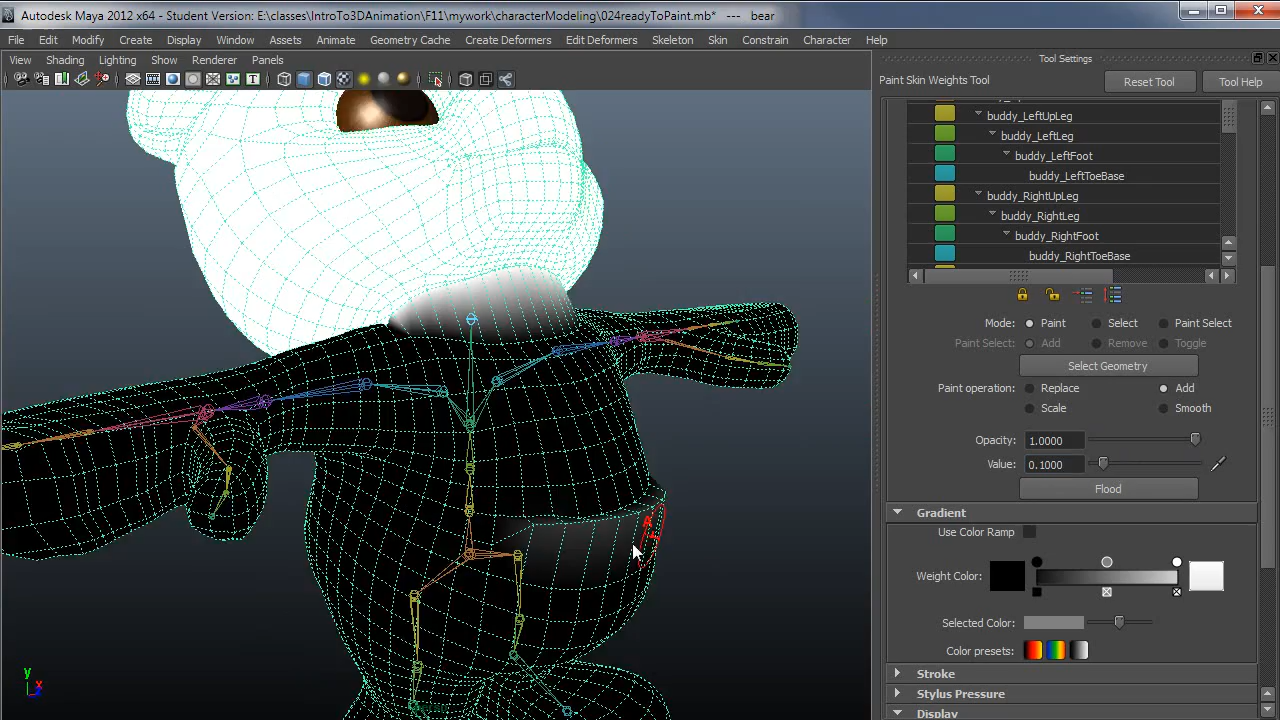 Autodesk Maya 2012 x64 - Student Version: E:\classes\IntroTo3DAnimation\F11\mywork\characterModeling\024readyToPaint.mb* --- bear
File Edit Modify Create Display Window Assets Animate Geometry Cache Create Deformers Edit Deformers Skeleton Skin Constrain Character Help
View Shading Lighting Show Renderer Panels
Tool Settings
Paint Skin Weights Tool
Reset Tool
Tool Help
buddy_LeftUpLeg
buddy_LeftLeg
buddy_LeftFoot
buddy_LeftToeBase
buddy_RightUpLeg
buddy_RightLeg
buddy_RightFoot
buddy_RightToeBase
Mode: Paint Select Paint Select
Paint Select: Add Remove Toggle
Select Geometry
Paint operation: Replace Add
Scale Smooth
Opacity: 1.0000
Value: 0.1000
Flood
Gradient
Use Color Ramp
Weight Color:
Selected Color:
Color presets:
Stroke
Stylus Pressure
Display
A
y
x
z